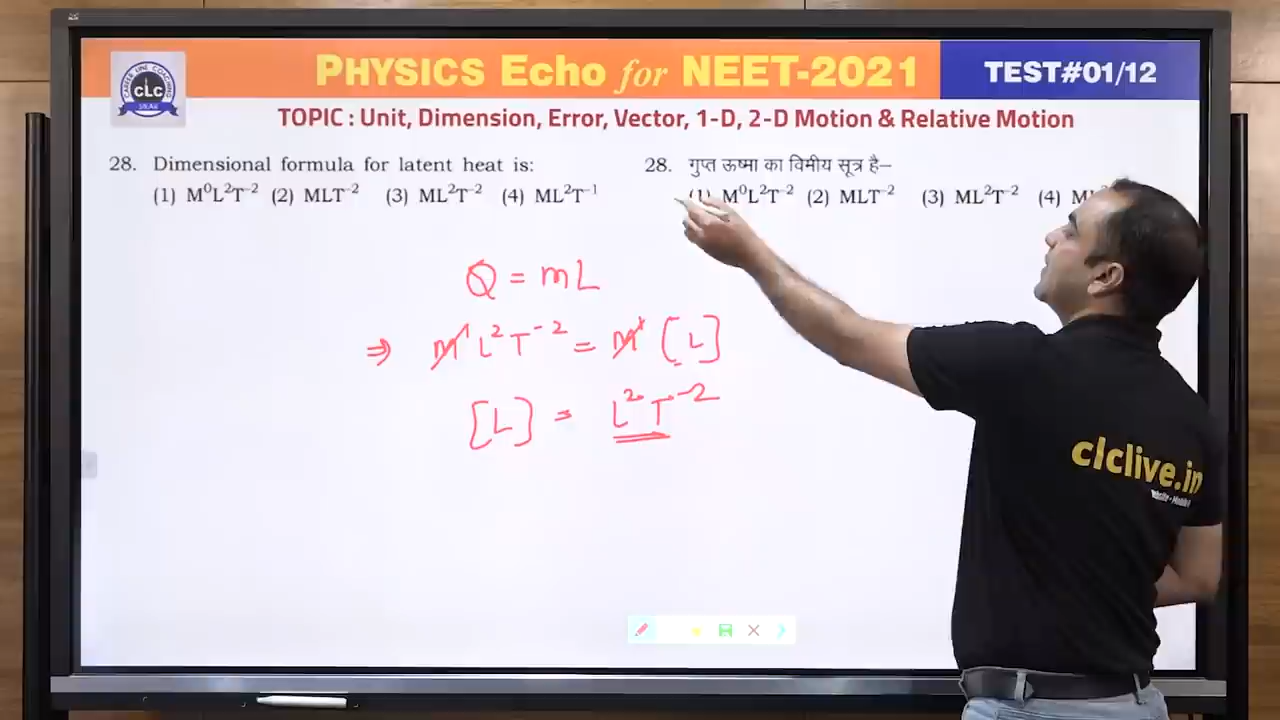 PHYSICS Echo for NEET-2021
TEST#01/12
CLC
TOPIC : Unit, Dimension, Error, Vector, 1-D, 2-D Motion & Relative Motion
28. Dimensional formula for latent heat is:
(1) M⁰L²T⁻² (2) MLT⁻² (3) ML²T⁻² (4) ML²T⁻¹
28. गुप्त ऊष्मा का विमीय सूत्र है–
(1) M⁰L²T⁻² (2) MLT⁻² (3) ML²T⁻² (4)
Q = mL
⇒ M¹L²T⁻² = M¹ [L]
[L] = L²T⁻²
clclive.in